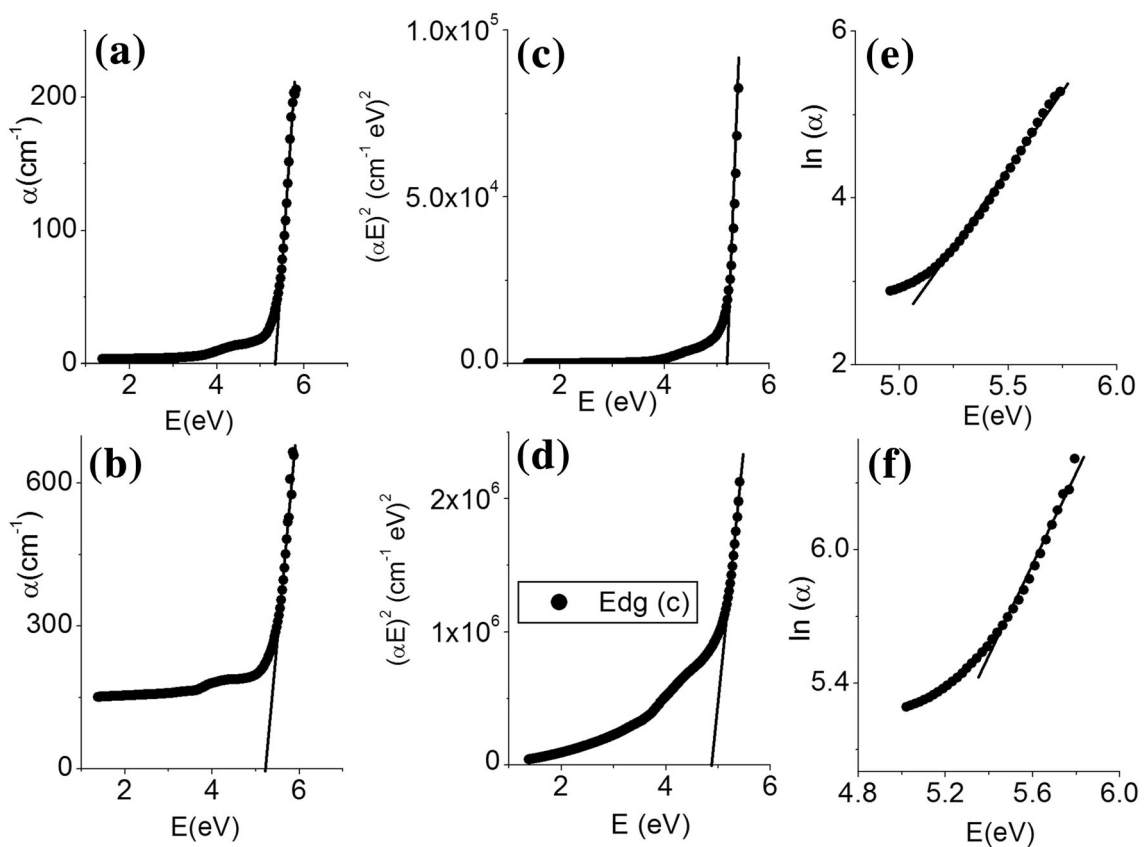 (a)
α(cm⁻¹)
200
100
0
2
4
6
E(eV)
(c)
(αE)² (cm⁻¹ eV)²
1.0x10⁵
5.0x10⁴
0.0
2
4
6
E (eV)
(e)
ln (α)
6
4
2
5.0
5.5
6.0
E(eV)
(b)
α(cm⁻¹)
600
300
0
2
4
6
E(eV)
(d)
(αE)² (cm⁻¹ eV)²
2x10⁶
1x10⁶
0
Edg (c)
2
4
6
E (eV)
(f)
ln (α)
6.0
5.4
4.8
5.2
5.6
6.0
E(eV)